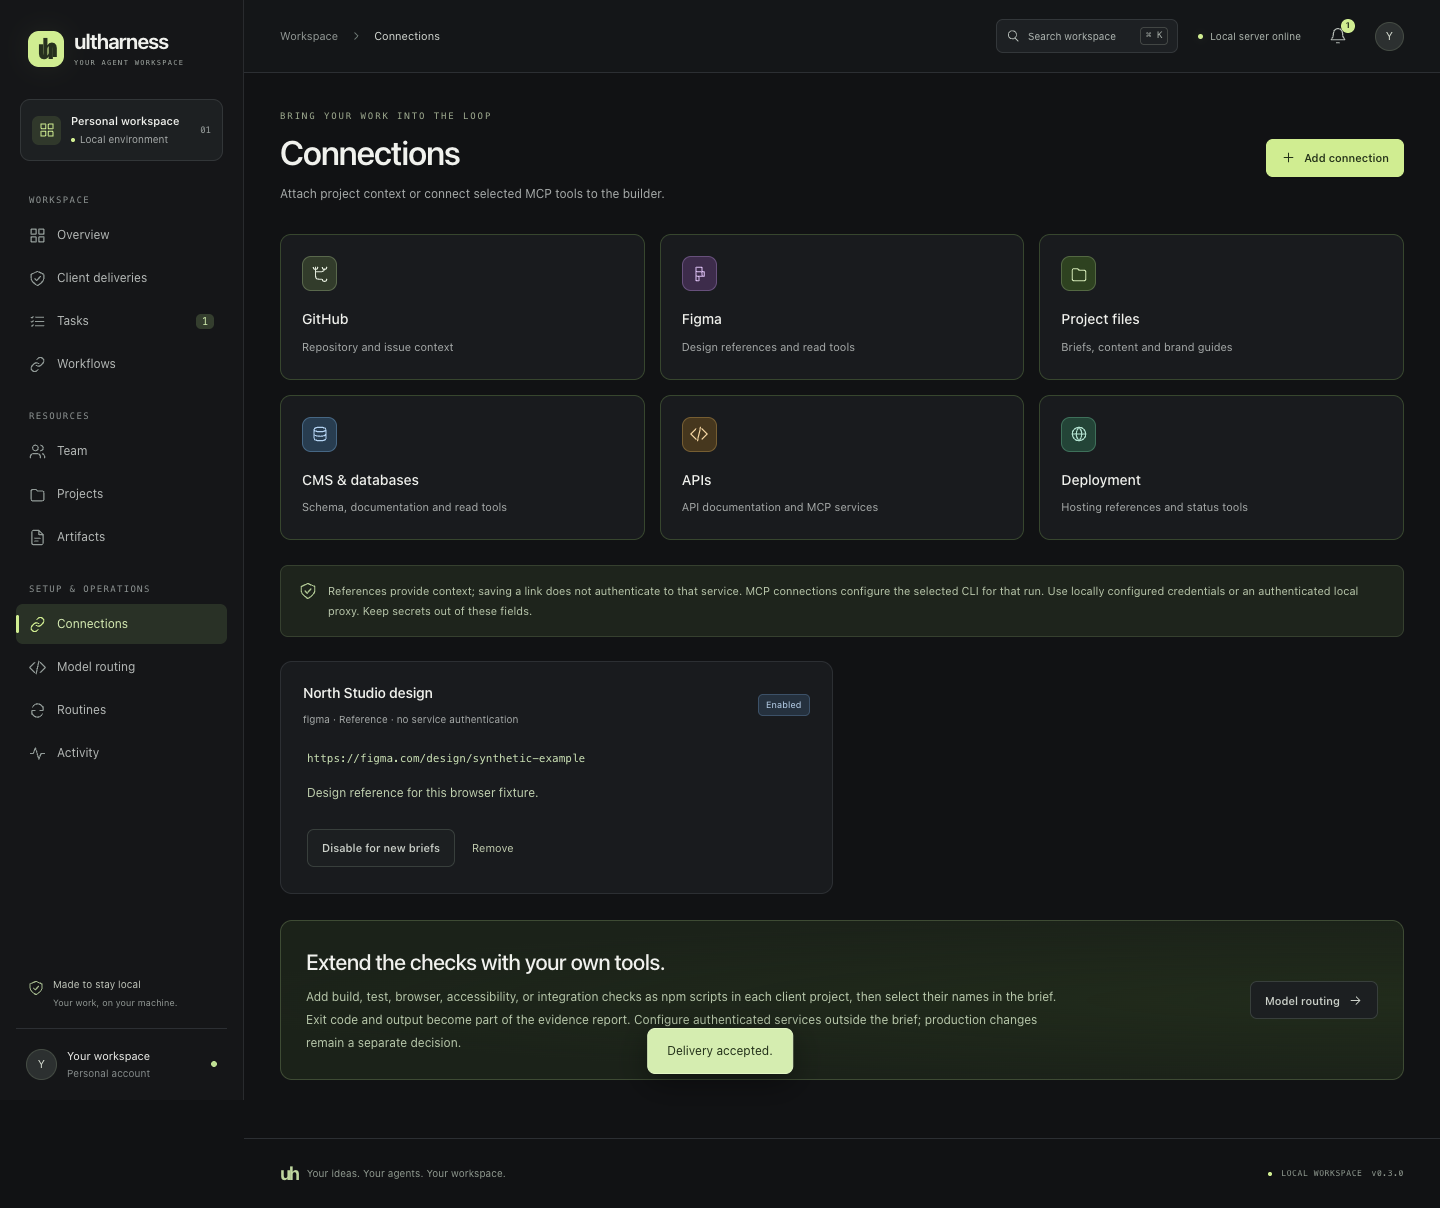 ultharness
YOUR AGENT WORKSPACE
Personal workspace
Local environment
01
WORKSPACE
Overview
Client deliveries
Tasks
1
Workflows
RESOURCES
Team
Projects
Artifacts
SETUP & OPERATIONS
Connections
Model routing
Routines
Activity
Made to stay local
Your work, on your machine.
Y
Your workspace
Personal account
Workspace
Connections
Search workspace
⌘ K
Local server online
1
Y
BRING YOUR WORK INTO THE LOOP
Connections
Attach project context or connect selected MCP tools to the builder.
Add connection
GitHub
Repository and issue context
Figma
Design references and read tools
Project files
Briefs, content and brand guides
CMS & databases
Schema, documentation and read tools
APIs
API documentation and MCP services
Deployment
Hosting references and status tools
References provide context; saving a link does not authenticate to that service. MCP connections configure the selected CLI for that run. Use locally configured credentials or an authenticated local
proxy. Keep secrets out of these fields.
North Studio design
figma · Reference · no service authentication
Enabled
https://figma.com/design/synthetic-example
Design reference for this browser fixture.
Disable for new briefs
Remove
Extend the checks with your own tools.
Add build, test, browser, accessibility, or integration checks as npm scripts in each client project, then select their names in the brief.
Exit code and output become part of the evidence report. Configure authenticated services outside the brief; production changes
remain a separate decision.
Model routing
Delivery accepted.
uh
Your ideas. Your agents. Your workspace.
LOCAL WORKSPACE v0.3.0